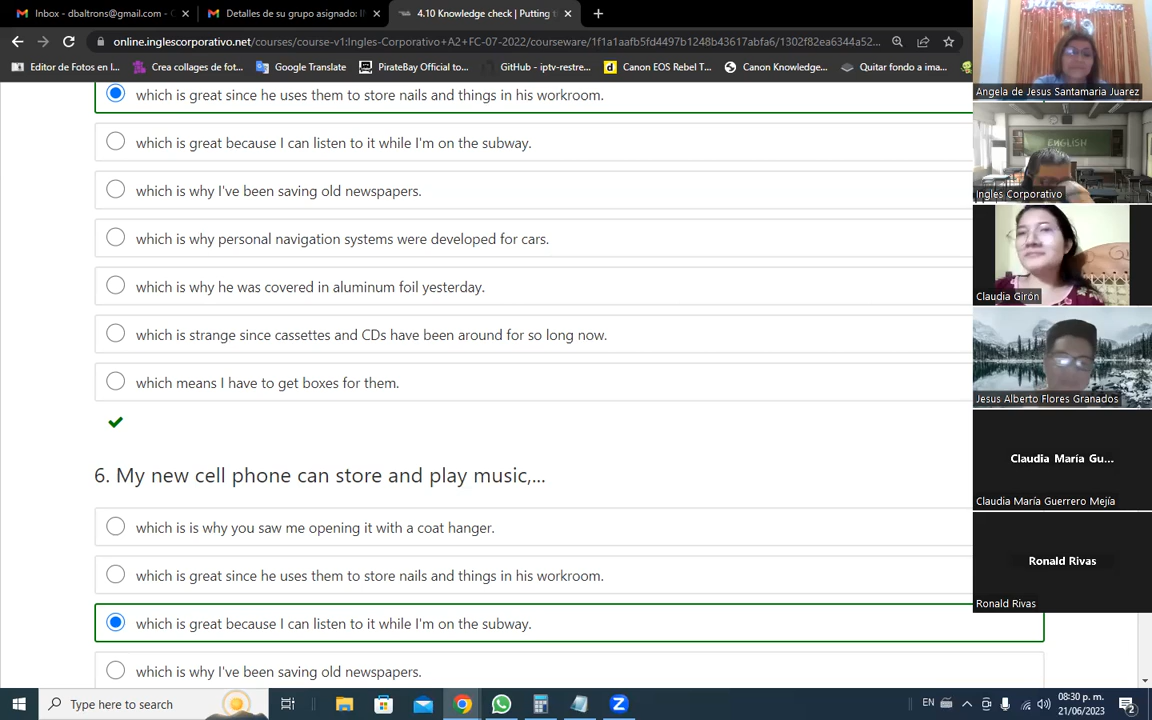 Inbox - dbaltrons@gmail.com -
Detalles de su grupo asignado: I
4.10 Knowledge check | Putting t
online.inglescorporativo.net/courses/course-v1:Ingles-Corporativo+A2+FC-07-2022/courseware/1f1a1aafb5fd4497b1248b43617abfa6/1302f82ea6344a52...
Editor de Fotos en l...
Crea collages de fot...
Google Translate
PirateBay Official to...
GitHub - iptv-restre...
Canon EOS Rebel T...
Canon Knowledge...
Quitar fondo a ima...
which is great since he uses them to store nails and things in his workroom.
which is great because I can listen to it while I'm on the subway.
which is why I've been saving old newspapers.
which is why personal navigation systems were developed for cars.
which is why he was covered in aluminum foil yesterday.
which is strange since cassettes and CDs have been around for so long now.
which means I have to get boxes for them.
6. My new cell phone can store and play music,...
which is is why you saw me opening it with a coat hanger.
which is great since he uses them to store nails and things in his workroom.
which is great because I can listen to it while I'm on the subway.
which is why I've been saving old newspapers.
Angela de Jesus Santamaria Juarez
ENGLISH
Ingles Corporativo
Claudia Girón
Jesus Alberto Flores Granados
Claudia María Gu...
Claudia María Guerrero Mejía
Ronald Rivas
Ronald Rivas
Type here to search
EN
08:30 p. m.
21/06/2023
2